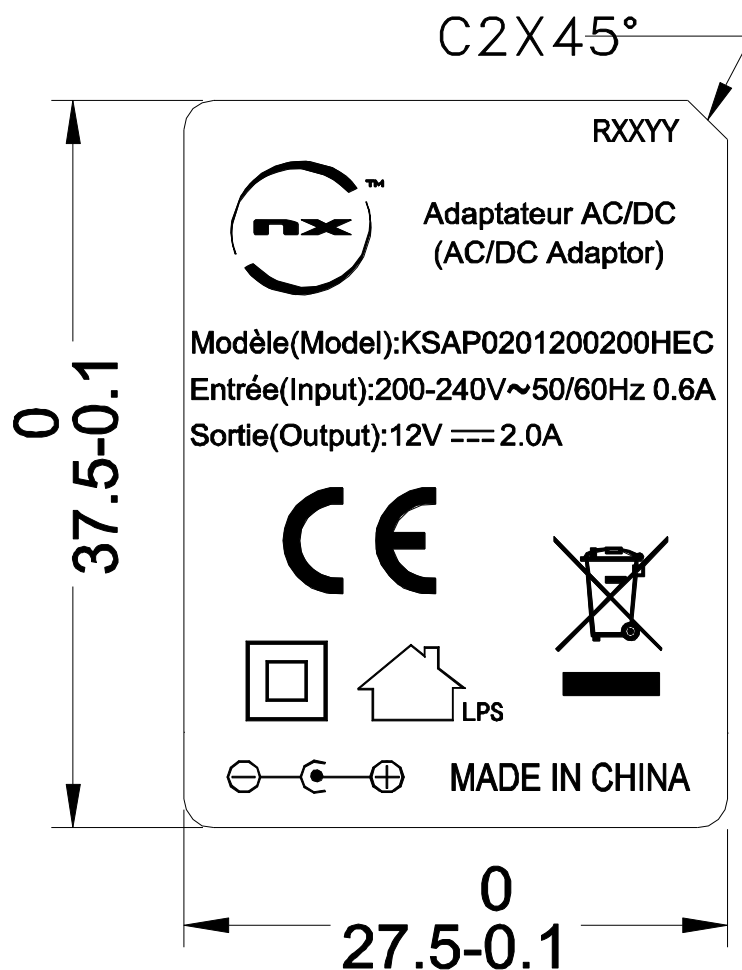 C2X45°
RXXYY
nx™
Adaptateur AC/DC
(AC/DC Adaptor)
Modèle(Model):KSAP0201200200HEC
Entrée(Input):200-240V~50/60Hz 0.6A
Sortie(Output):12V ⎓ 2.0A
0
37.5-0.1
CE
LPS
MADE IN CHINA
0
27.5-0.1